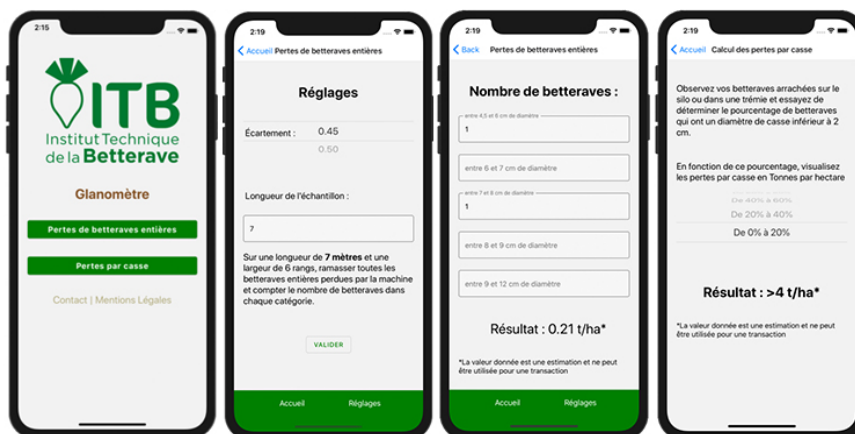 2:15
ITB
Institut Technique
de la Betterave
Glanomètre
Pertes de betteraves entières
Pertes par casse
Contact | Mentions Légales
2:19
Accueil Pertes de betteraves entières
Réglages
Écartement : 0.45
0.50
Longueur de l'échantillon :
7
Sur une longueur de 7 mètres et une
largeur de 6 rangs, ramasser toutes les
betteraves entières perdues par la machine
et compter le nombre de betteraves dans
chaque catégorie.
VALIDER
Accueil Réglages
2:19
Back Pertes de betteraves entières
Nombre de betteraves :
entre 4,5 et 6 cm de diamètre
1
entre 6 et 7 cm de diamètre
entre 7 et 8 cm de diamètre
1
entre 8 et 9 cm de diamètre
entre 9 et 12 cm de diamètre
Résultat : 0.21 t/ha*
*La valeur donnée est une estimation et ne peut
être utilisée pour une transaction
Accueil Réglages
2:19
Accueil Calcul des pertes par casse
Observez vos betteraves arrachées sur le
silo ou dans une trémie et essayez de
déterminer le pourcentage de betteraves
qui ont un diamètre de casse inférieur à 2
cm.
En fonction de ce pourcentage, visualisez
les pertes par casse en Tonnes par hectare
De 40% à 60%
De 20% à 40%
De 0% à 20%
Résultat : >4 t/ha*
*La valeur donnée est une estimation et ne peut
être utilisée pour une transaction